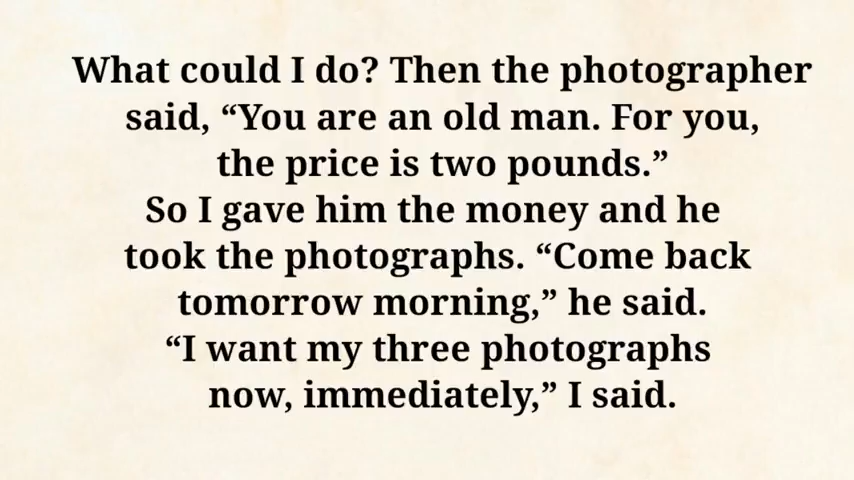 What could I do? Then the photographer
said, “You are an old man. For you,
the price is two pounds.”
So I gave him the money and he
took the photographs. “Come back
tomorrow morning,” he said.
“I want my three photographs
now, immediately,” I said.